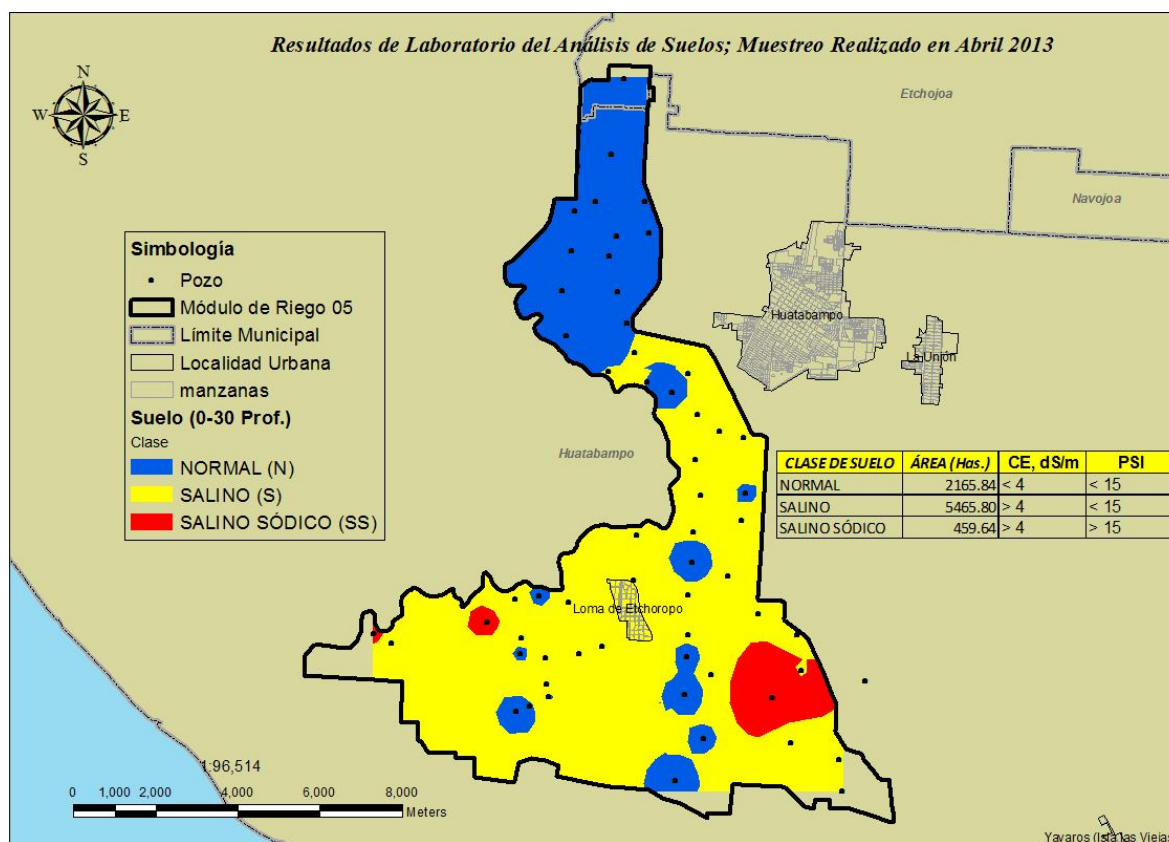 Resultados de Laboratorio del Análisis de Suelos; Muestreo Realizado en Abril 2013
N
W E
S
Etchojoa
Navojoa
Simbología
Pozo
Módulo de Riego 05
Límite Municipal
Localidad Urbana
manzanas
Suelo (0-30 Prof.)
Clase
NORMAL (N)
SALINO (S)
SALINO SÓDICO (SS)
Huatabampo
La Unión
Huatabampo
CLASE DE SUELO ÁREA (Has.) CE, dS/m PSI
NORMAL 2165.84 < 4 < 15
SALINO 5465.80 > 4 < 15
SALINO SÓDICO 459.64 > 4 > 15
Loma de Etchoropo
1:96,514
0 1,000 2,000 4,000 6,000 8,000
Meters
Yavaros (Isla las Viejas